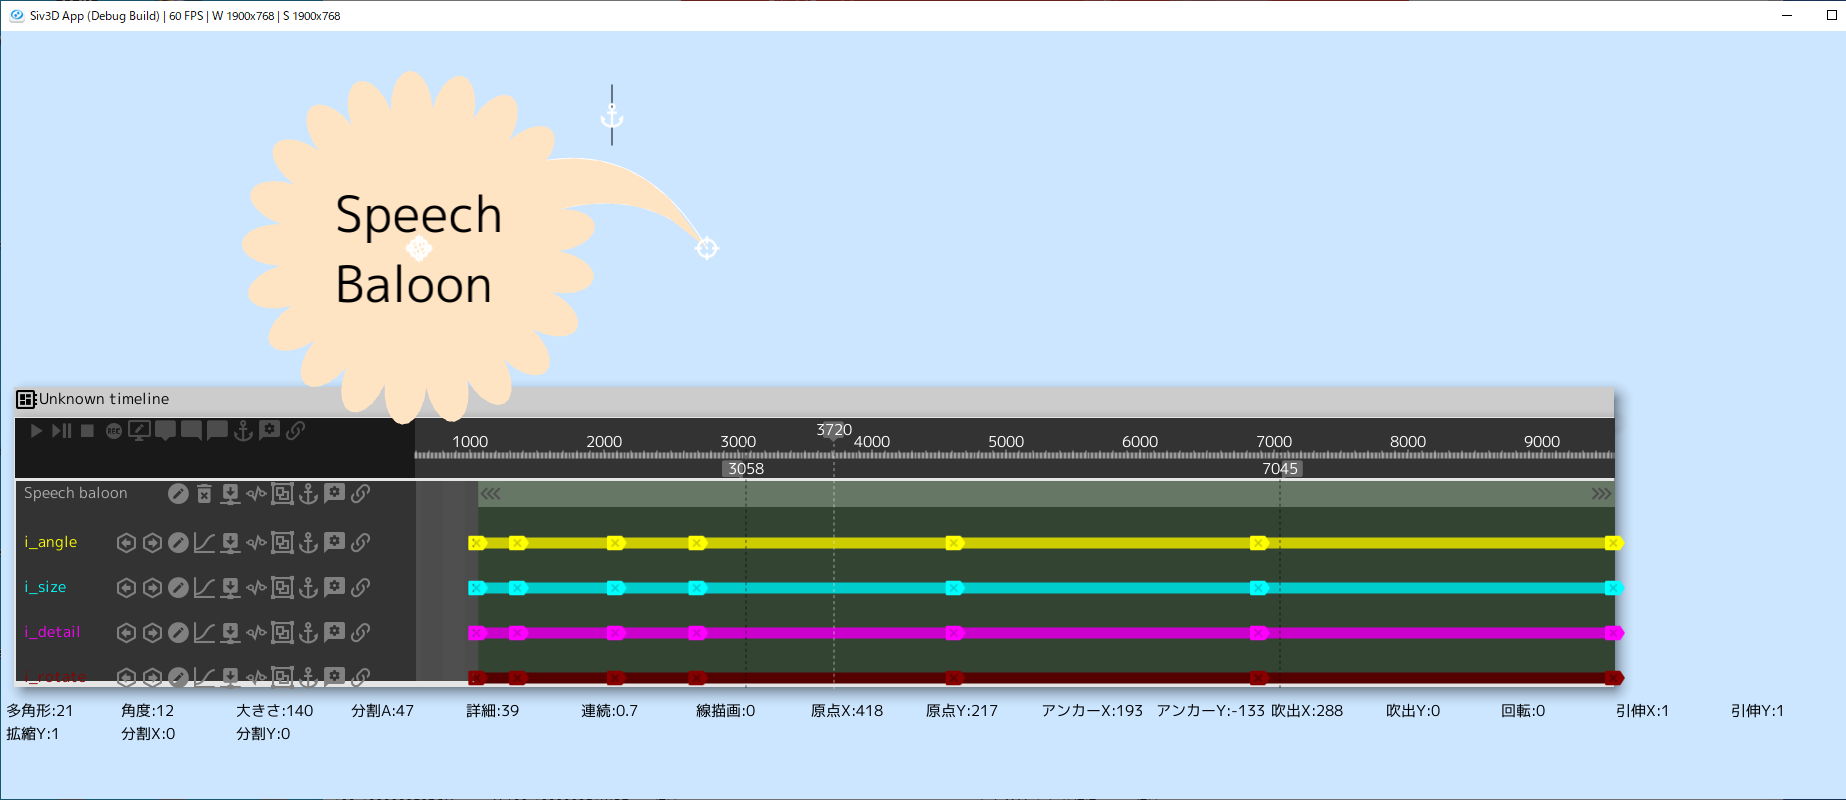 Siv3D App (Debug Build) | 60 FPS | W 1900x768 | S 1900x768
Speech
Baloon
Unknown timeline
REC
3720
1000 2000 3000 4000 5000 6000 7000 8000 9000
3058 7045
Speech baloon
i_angle
i_size
i_detail
i_rotate
多角形:21 角度:12 大きさ:140 分割A:47 詳細:39 連続:0.7 線描画:0 原点X:418 原点Y:217 アンカーX:193 アンカーY:-133 吹出X:288 吹出Y:0 回転:0 引伸X:1 引伸Y:1
拡縮Y:1 分割X:0 分割Y:0